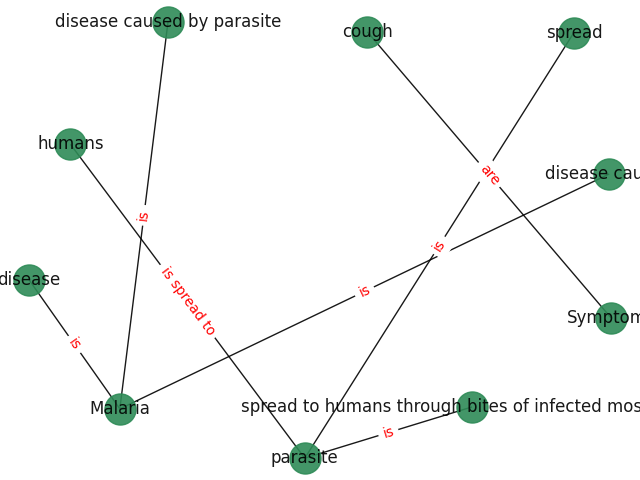 disease caused by parasite
cough
spread
humans
are
disease cau
is
is
disease
is
is spread to
Symptom
is
Malaria
spread to humans through bites of infected mos
is
parasite